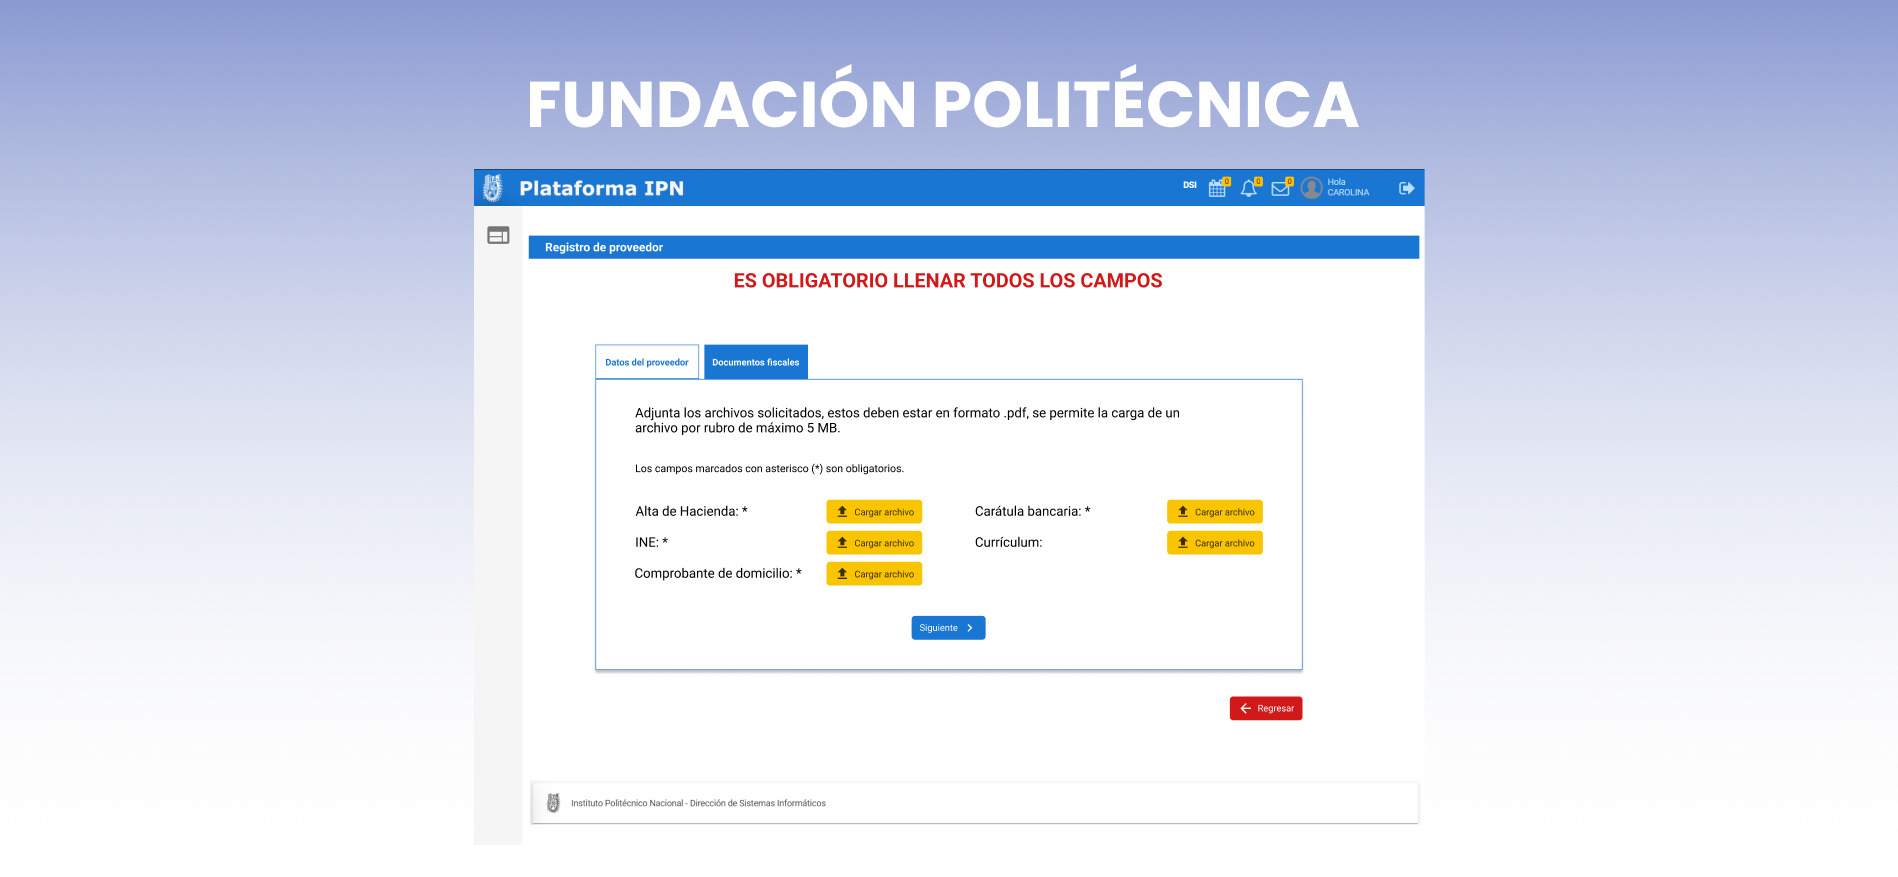 FUNDACIÓN POLITÉCNICA
Plataforma IPN
DSI
0
0
0
Hola
CAROLINA
Registro de proveedor
ES OBLIGATORIO LLENAR TODOS LOS CAMPOS
Datos del proveedor
Documentos fiscales
Adjunta los archivos solicitados, estos deben estar en formato .pdf, se permite la carga de un
archivo por rubro de máximo 5 MB.
Los campos marcados con asterisco (*) son obligatorios.
Alta de Hacienda: *
Cargar archivo
Carátula bancaria: *
Cargar archivo
INE: *
Cargar archivo
Currículum:
Cargar archivo
Comprobante de domicilio: *
Cargar archivo
Siguiente
Regresar
Instituto Politécnico Nacional - Dirección de Sistemas Informáticos